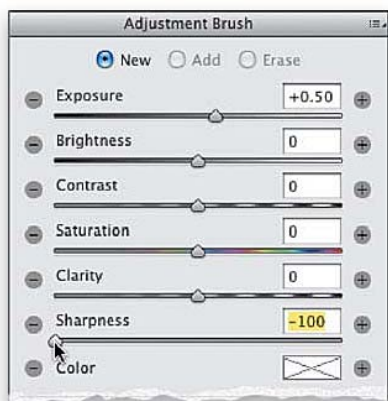 Adjustment Brush
New Add Erase
Exposure +0.50
Brightness 0
Contrast 0
Saturation 0
Clarity 0
Sharpness -100
Color